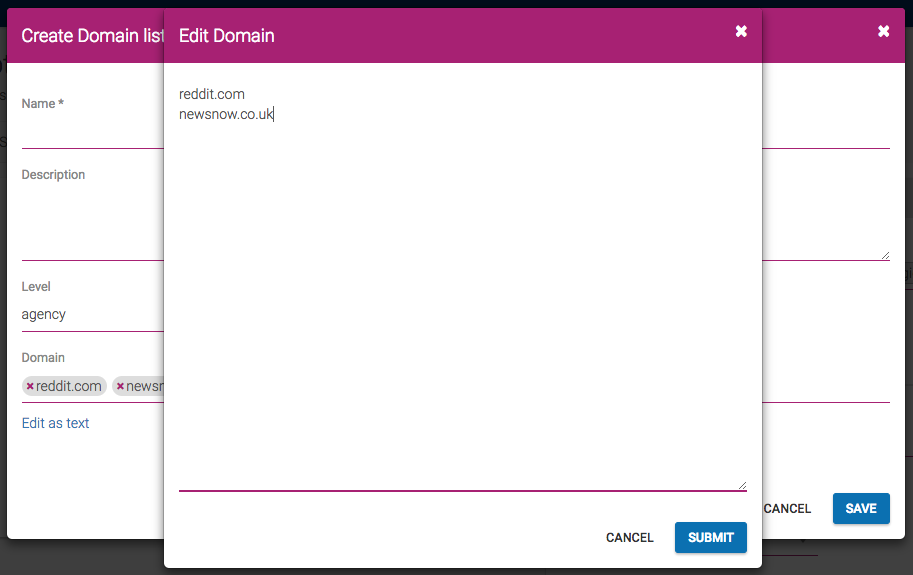 Create Domain list
Edit Domain
reddit.com
newsnow.co.uk
Name *
Description
Level
agency
Domain
reddit.com
Edit as text
CANCEL
SUBMIT
CANCEL
SAVE